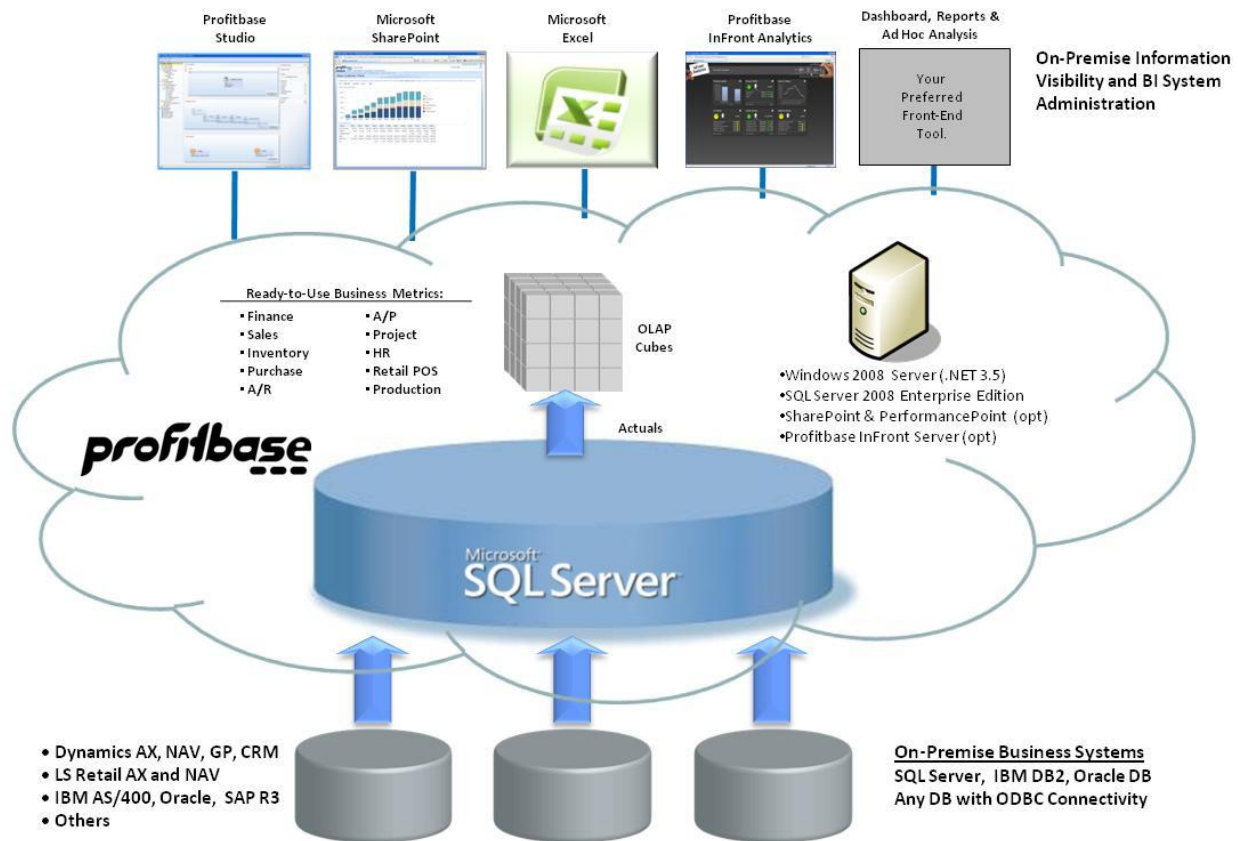 Profitbase
Studio
Microsoft
SharePoint
Microsoft
Excel
Profitbase
InFront Analytics
Dashboard, Reports &
Ad Hoc Analysis
Your
Preferred
Front-End
Tool.
On-Premise Information
Visibility and BI System
Administration
Ready-to-Use Business Metrics:
▪ Finance
▪ Sales
▪ Inventory
▪ Purchase
▪ A/R
▪ A/P
▪ Project
▪ HR
▪ Retail POS
▪ Production
OLAP
Cubes
•Windows 2008 Server (.NET 3.5)
•SQL Server 2008 Enterprise Edition
•SharePoint & PerformancePoint (opt)
•Profitbase InFront Server (opt)
profitbase
Actuals
Microsoft
SQL Server
• Dynamics AX, NAV, GP, CRM
• LS Retail AX and NAV
• IBM AS/400, Oracle, SAP R3
• Others
On-Premise Business Systems
SQL Server, IBM DB2, Oracle DB
Any DB with ODBC Connectivity